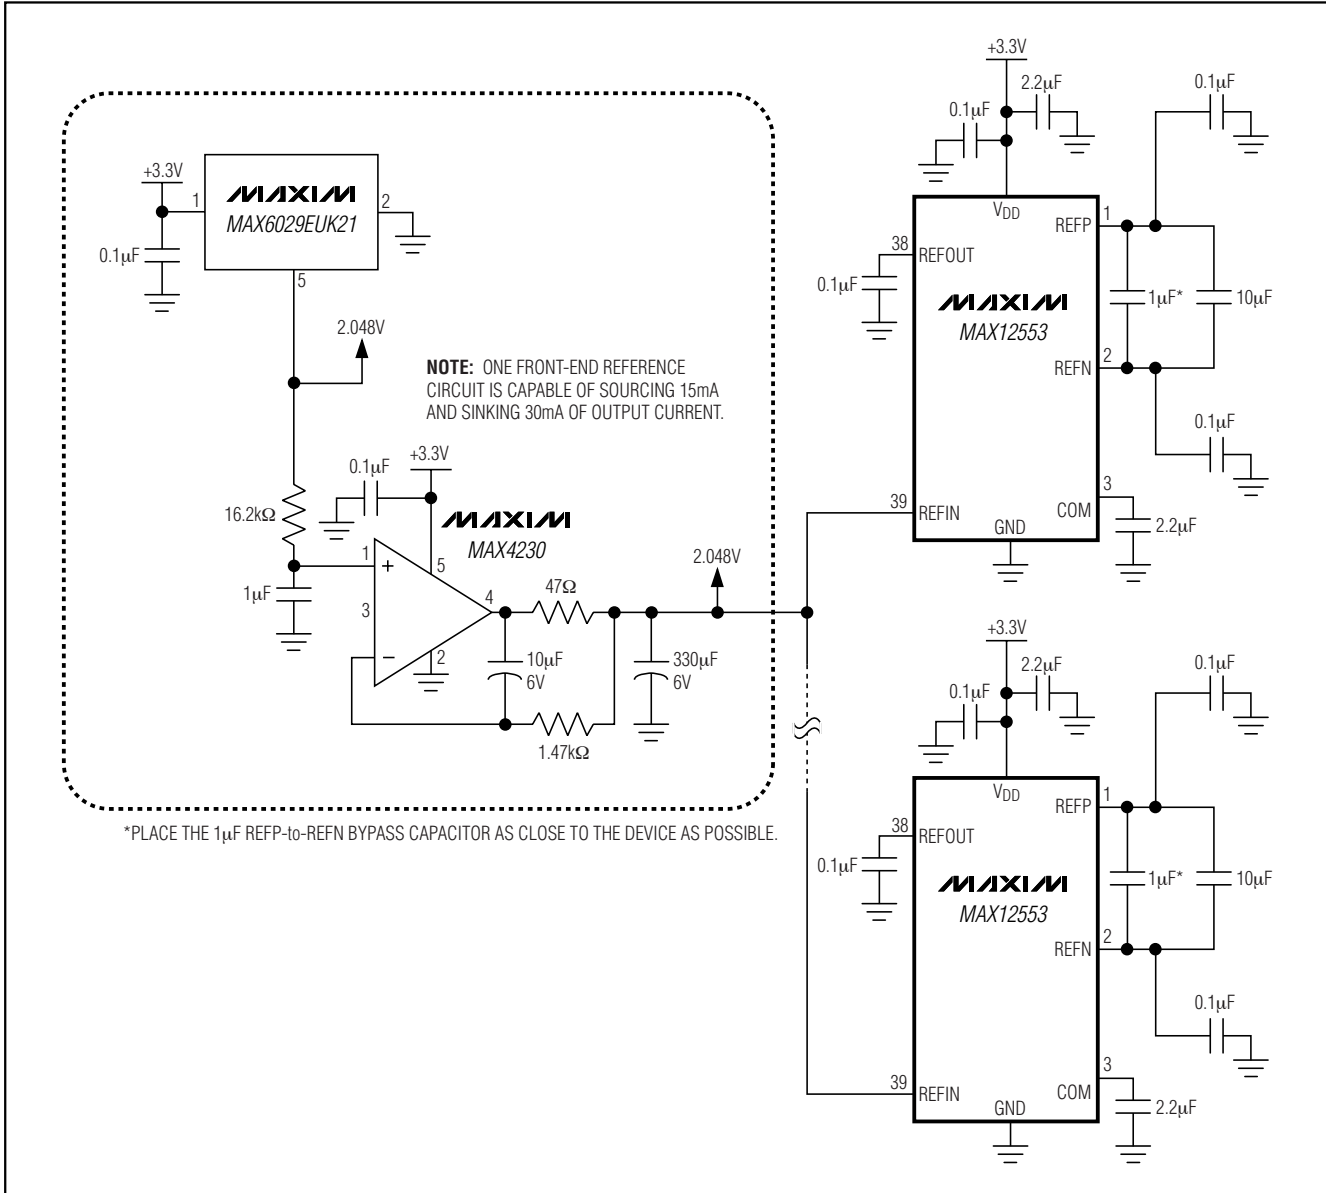 +3.3V
1
MAXIM
MAX6029EUK21
2
0.1μF
5
2.048V
NOTE: ONE FRONT-END REFERENCE
CIRCUIT IS CAPABLE OF SOURCING 15mA
AND SINKING 30mA OF OUTPUT CURRENT.
16.2kΩ
0.1μF
+3.3V
MAXIM
MAX4230
1
+
5
1μF
3
4
47Ω
2.048V
−
2
10μF
6V
330μF
6V
1.47kΩ
*PLACE THE 1μF REFP-to-REFN BYPASS CAPACITOR AS CLOSE TO THE DEVICE AS POSSIBLE.
+3.3V
2.2μF
0.1μF
0.1μF
VDD
REFP
1
38
REFOUT
0.1μF
MAXIM
MAX12553
1μF*
10μF
REFN
2
0.1μF
3
39
REFIN
COM
GND
2.2μF
+3.3V
2.2μF
0.1μF
0.1μF
VDD
REFP
1
38
REFOUT
0.1μF
MAXIM
MAX12553
1μF*
10μF
REFN
2
0.1μF
3
39
REFIN
COM
GND
2.2μF